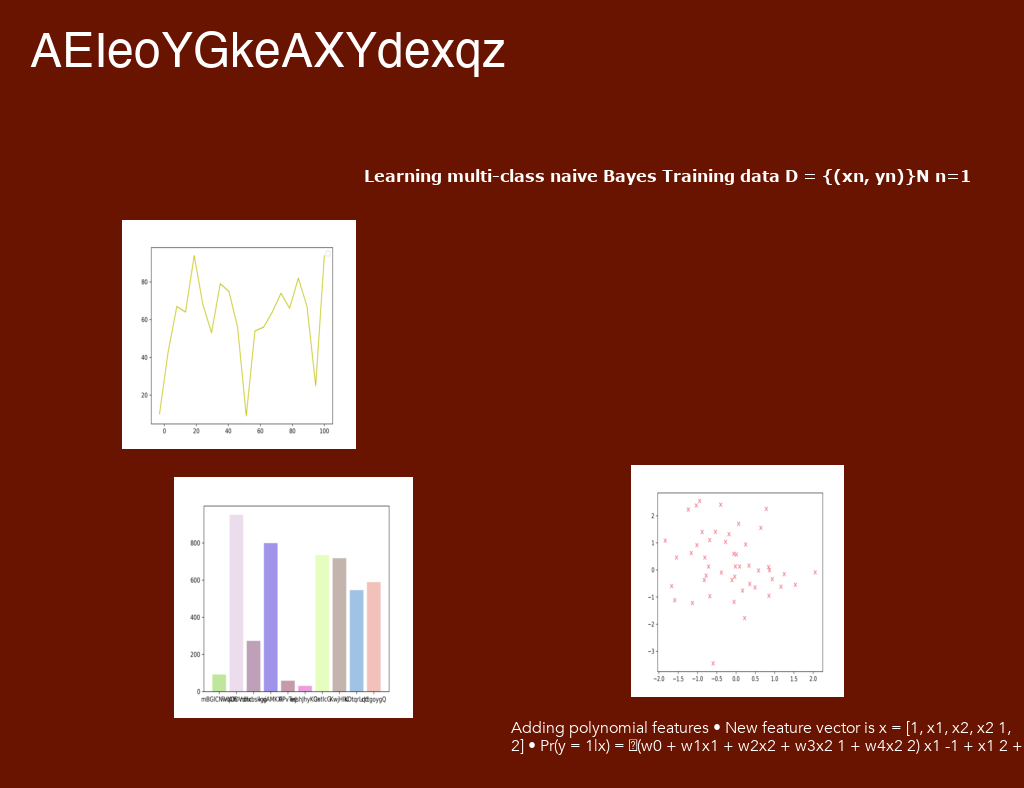 AEIeoYGkeAXYdexqz
Learning multi-class naive Bayes Training data D = {(xn, yn)}N n=1
80
60
40
20
0 20 40 60 80 100
800
600
400
200
0
2
1
0
−1
−2
−3
−2.0 −1.5 −1.0 −0.5 0.0 0.5 1.0 1.5 2.0
Adding polynomial features • New feature vector is x = [1, x1, x2, x2 1,
2] • Pr(y = 1|x) = (w0 + w1x1 + w2x2 + w3x2 1 + w4x2 2) x1 -1 + x1 2 +